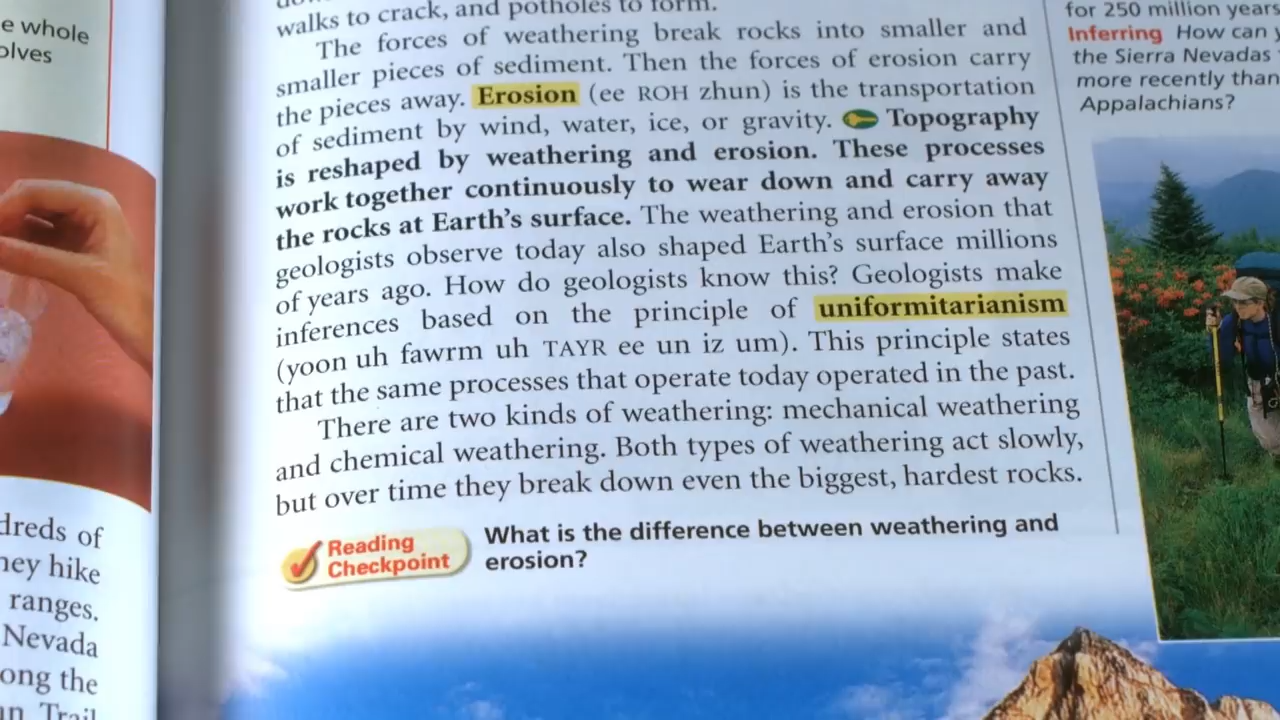 e whole
olves
dreds of
hey hike
ranges.
Nevada
ong the
Trail
walks to crack, and potholes to form.
The forces of weathering break rocks into smaller and
smaller pieces of sediment. Then the forces of erosion carry
the pieces away. Erosion (ee ROH zhun) is the transportation
of sediment by wind, water, ice, or gravity. Topography
is reshaped by weathering and erosion. These processes
work together continuously to wear down and carry away
the rocks at Earth's surface. The weathering and erosion that
geologists observe today also shaped Earth's surface millions
of years ago. How do geologists know this? Geologists make
inferences based on the principle of uniformitarianism
(yoon uh fawrm uh TAYR ee un iz um). This principle states
that the same processes that operate today operated in the past.
There are two kinds of weathering: mechanical weathering
and chemical weathering. Both types of weathering act slowly,
but over time they break down even the biggest, hardest rocks.
Reading
Checkpoint
What is the difference between weathering and
erosion?
for 250 million years
Inferring How can y
the Sierra Nevadas
more recently than
Appalachians?